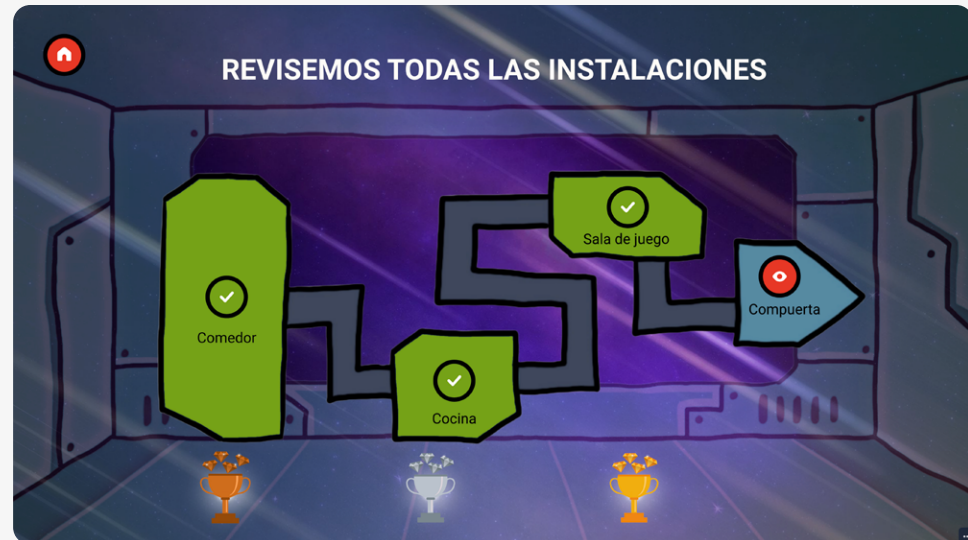 REVISEMOS TODAS LAS INSTALACIONES
Sala de juego
Compuerta
Comedor
Cocina